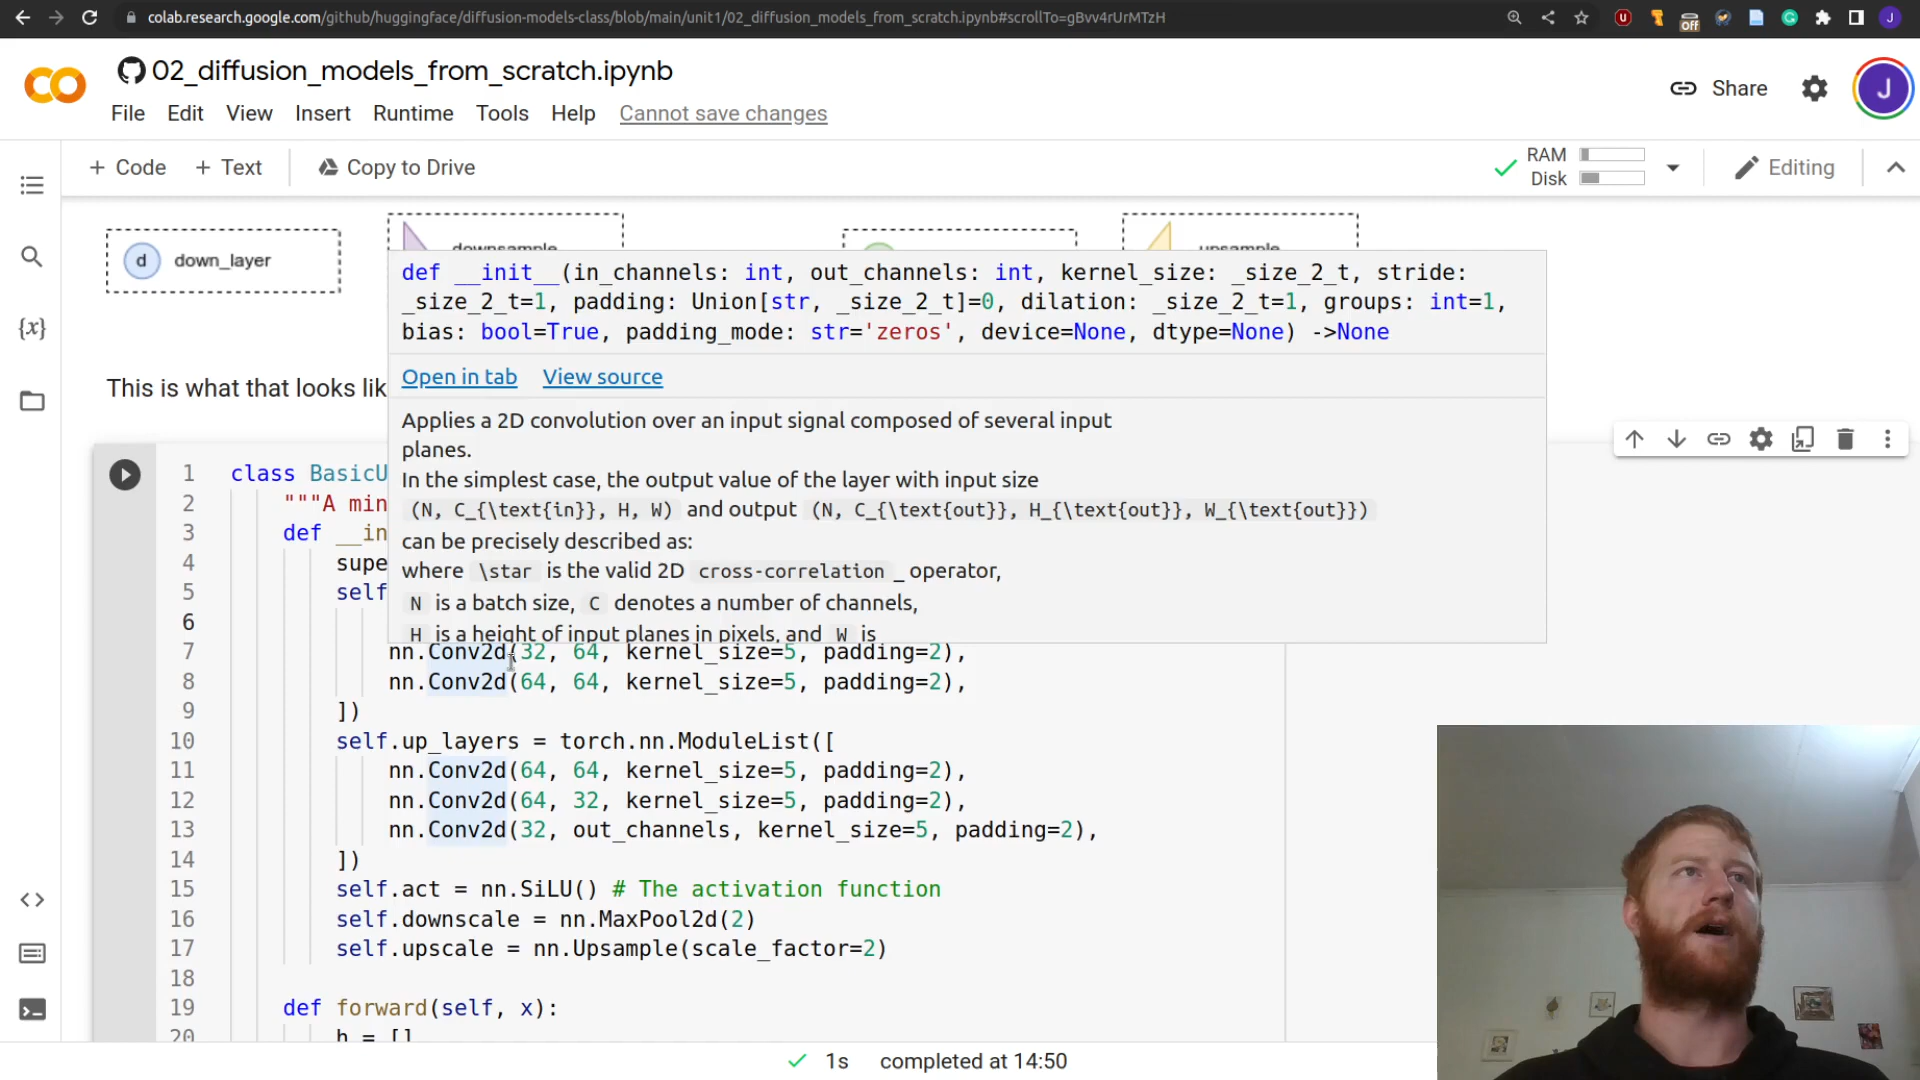 colab.research.google.com/github/huggingface/diffusion-models-class/blob/main/unit1/02_diffusion_models_from_scratch.ipynb#scrollTo=gBvv4rUrMTzH
Off
J
02_diffusion_models_from_scratch.ipynb
Share
J
File Edit View Insert Runtime Tools Help Cannot save changes
+ Code + Text Copy to Drive
RAM
Disk
Editing
d down_layer
downsample
upsample
def __init__(in_channels: int, out_channels: int, kernel_size: _size_2_t, stride:
_size_2_t=1, padding: Union[str, _size_2_t]=0, dilation: _size_2_t=1, groups: int=1,
bias: bool=True, padding_mode: str='zeros', device=None, dtype=None) ->None
Open in tab View source
Applies a 2D convolution over an input signal composed of several input
planes.
In the simplest case, the output value of the layer with input size
(N, C_{\text{in}}, H, W) and output (N, C_{\text{out}}, H_{\text{out}}, W_{\text{out}})
can be precisely described as:
where \star is the valid 2D cross-correlation _ operator,
N is a batch size, C denotes a number of channels,
H is a height of input planes in pixels, and W is
This is what that looks lik
1 class BasicU
2 """A min
3 def __in
4 supe
5 self
6
7 nn.Conv2d(32, 64, kernel_size=5, padding=2),
8 nn.Conv2d(64, 64, kernel_size=5, padding=2),
9 ])
10 self.up_layers = torch.nn.ModuleList([
11 nn.Conv2d(64, 64, kernel_size=5, padding=2),
12 nn.Conv2d(64, 32, kernel_size=5, padding=2),
13 nn.Conv2d(32, out_channels, kernel_size=5, padding=2),
14 ])
15 self.act = nn.SiLU() # The activation function
16 self.downscale = nn.MaxPool2d(2)
17 self.upscale = nn.Upsample(scale_factor=2)
18
19 def forward(self, x):
20 h = []
1s completed at 14:50